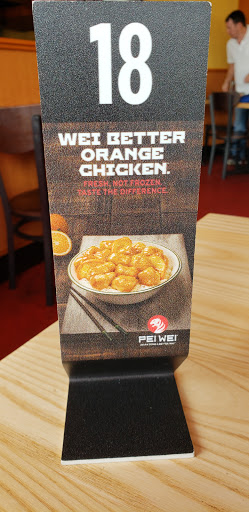 18
WEI BETTER
ORANGE
CHICKEN.
FRESH, NOT FROZEN.
TASTE THE DIFFERENCE.
PEI WEI